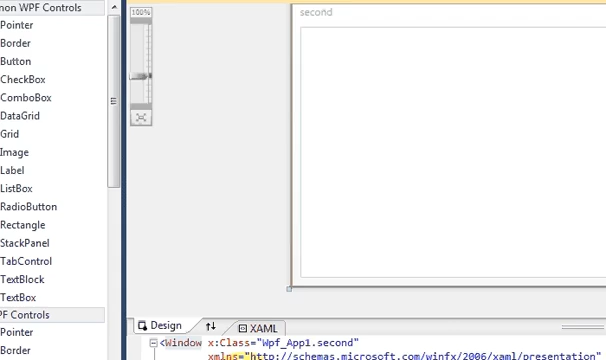 non WPF Controls
Pointer
Border
Button
CheckBox
ComboBox
DataGrid
Grid
Image
Label
ListBox
RadioButton
Rectangle
StackPanel
TabControl
TextBlock
TextBox
PF Controls
Pointer
Border
100%
second
Design
XAML
<Window x:Class="Wpf_App1.second"
xmlns="http://schemas.microsoft.com/winfx/2006/xaml/presentation"